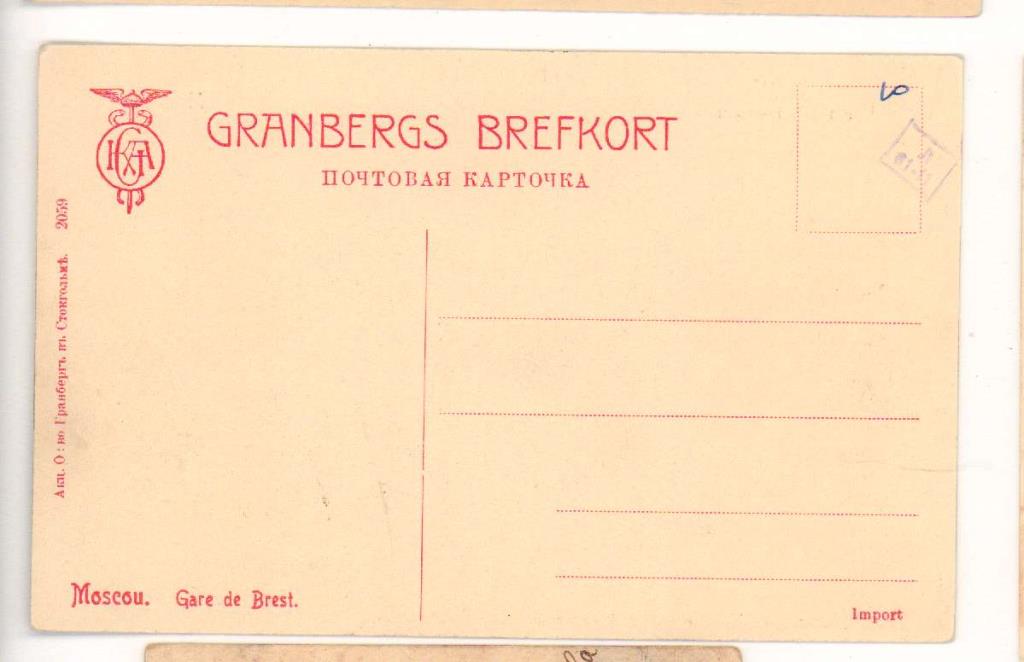 GRANBERGS BREFKORT
ПОЧТОВАЯ КАРТОЧКА
Акц. О:во Гранбергъ въ Стокгольмѣ. 2059
Moscou. Gare de Brest.
Import